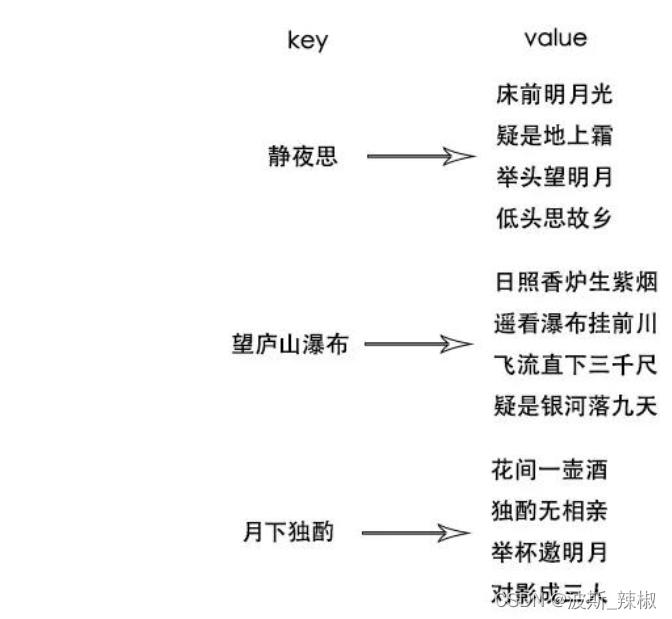 key value
床前明月光
疑是地上霜
静夜思
举头望明月
低头思故乡
日照香炉生紫烟
遥看瀑布挂前川
望庐山瀑布
飞流直下三千尺
疑是银河落九天
花间一壶酒
独酌无相亲
月下独酌
举杯邀明月
对影成三人
CSDN @波斯_辣椒